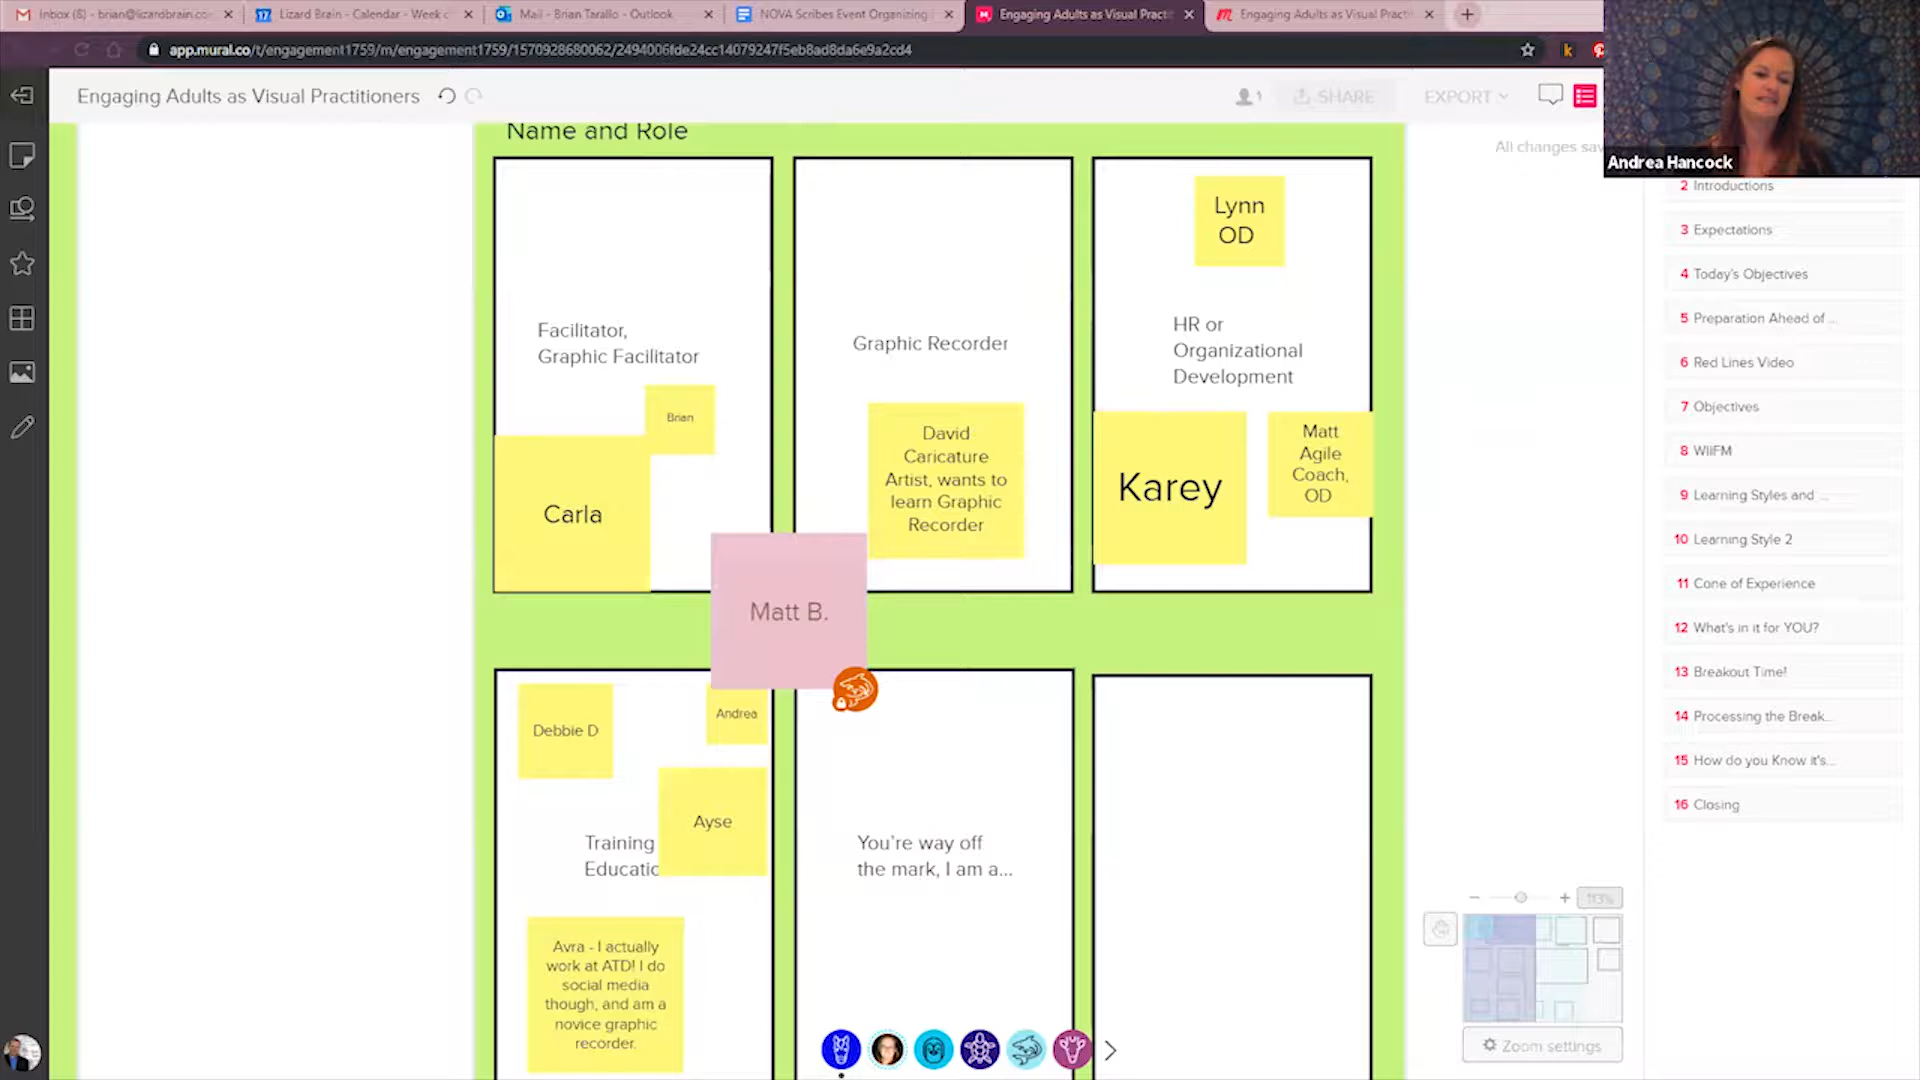 Inbox (8) - brian@lizardbrain.co
Lizard Brain - Calendar - Week c
Mail - Brian Tarallo - Outlook
NOVA Scribes Event Organizing
Engaging Adults as Visual Practi
Engaging Adults as Visual Practi
app.mural.co/t/engagement1759/m/engagement1759/1570928680062/2494006fde24cc14079247f5eb8ad8da6e9a2cd4
Engaging Adults as Visual Practitioners
1
SHARE
EXPORT
All changes sav
Andrea Hancock
Name and Role
Facilitator,
Graphic Facilitator
Brian
Carla
Graphic Recorder
David
Caricature
Artist, wants to
learn Graphic
Recorder
Lynn
OD
HR or
Organizational
Development
Karey
Matt
Agile
Coach,
OD
Matt B.
Debbie D
Andrea
Ayse
Training
Educatic
Avra - I actually
work at ATD! I do
social media
though, and am a
novice graphic
recorder.
You're way off
the mark, I am a...
2 Introductions
3 Expectations
4 Today's Objectives
5 Preparation Ahead of ...
6 Red Lines Video
7 Objectives
8 WIIFM
9 Learning Styles and ...
10 Learning Style 2
11 Cone of Experience
12 What's in it for YOU?
13 Breakout Time!
14 Processing the Break...
15 How do you Know it's...
16 Closing
113%
Zoom settings